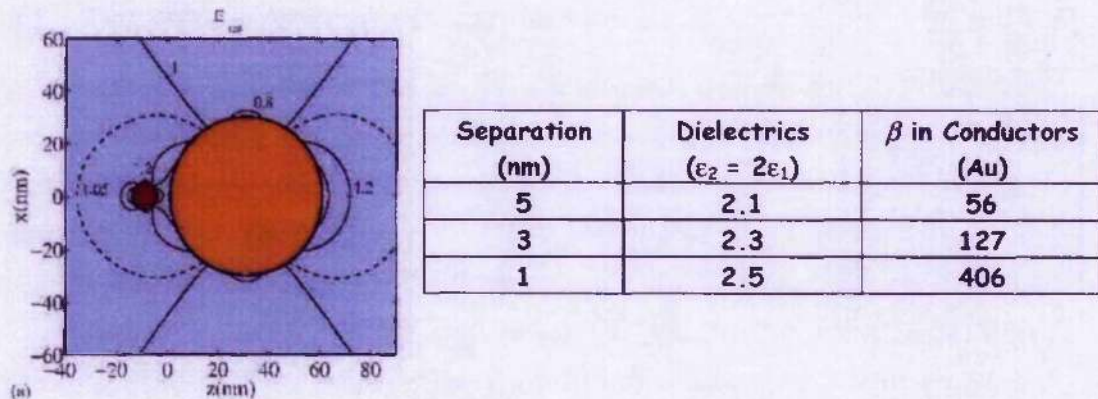 60
40
20
0
-20
-40
-60
-40 -20 0 20 40 60 80
x(nm)
z(nm)
(a)
1
0.8
1.2
1.05
Separation (nm) Dielectrics (ε₂ = 2ε₁) β in Conductors (Au)
5 2.1 56
3 2.3 127
1 2.5 406